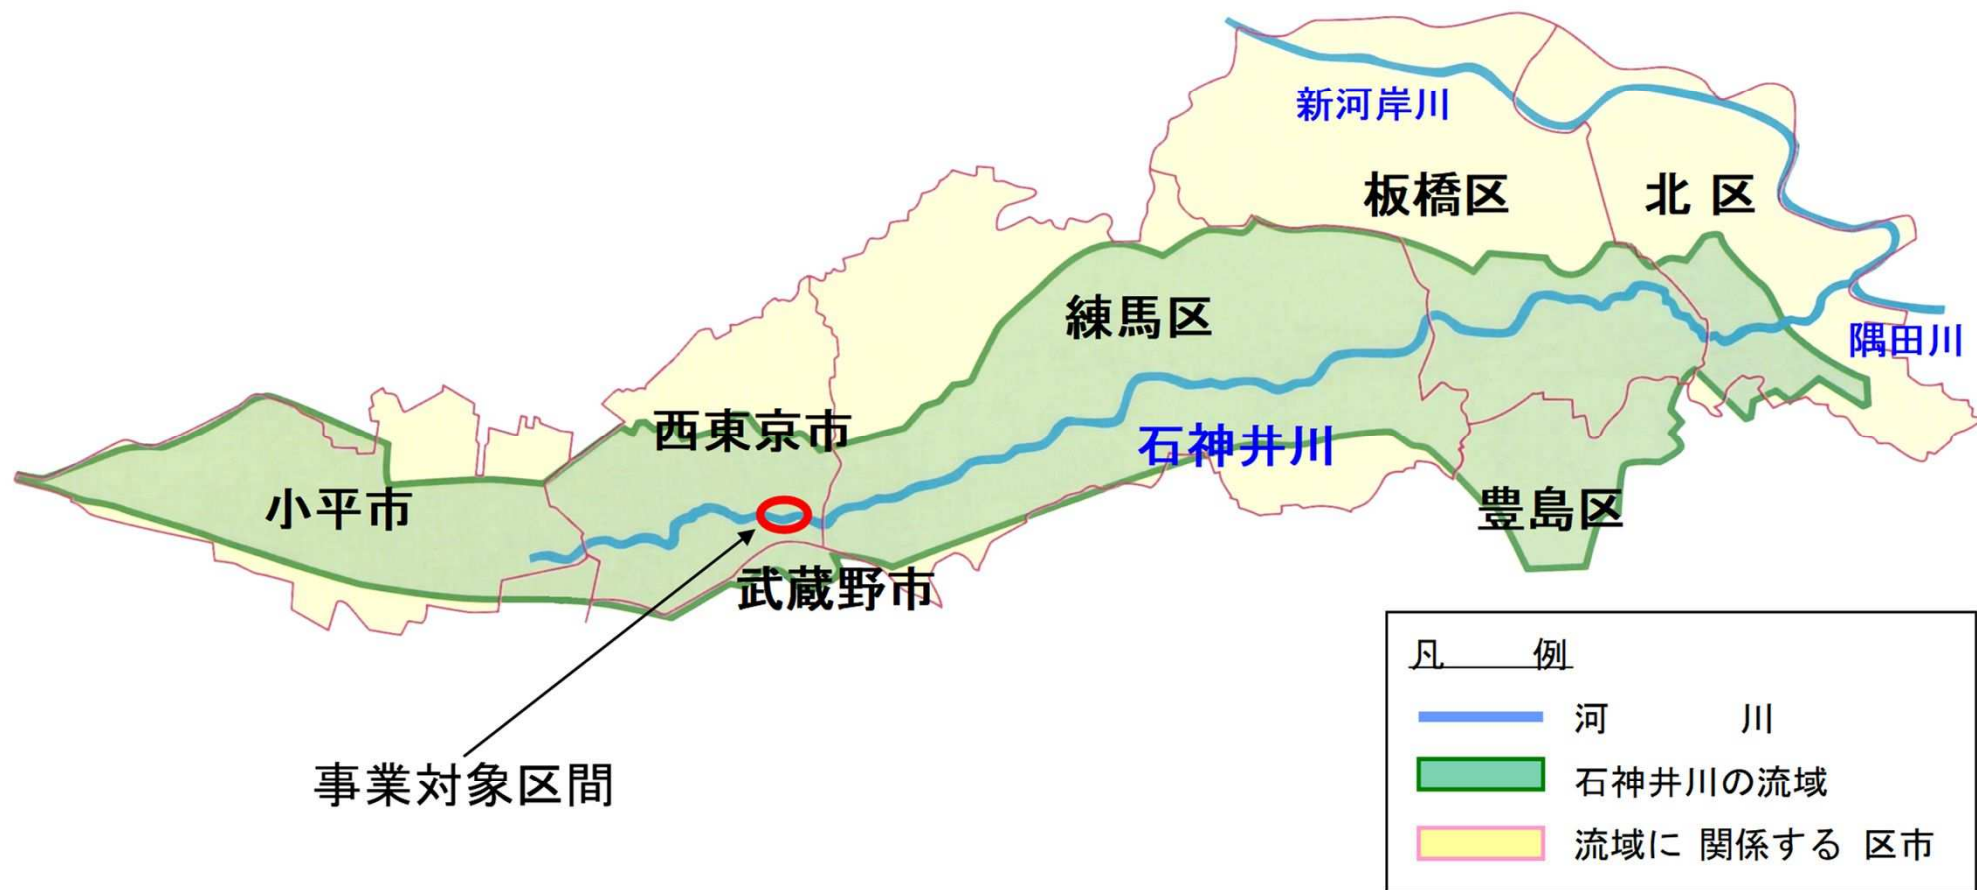 新河岸川
板橋区
北 区
練馬区
隅田川
西東京市
石神井川
小平市
豊島区
武蔵野市
事業対象区間
凡 例
河 川
石神井川の流域
流域に 関係する 区市